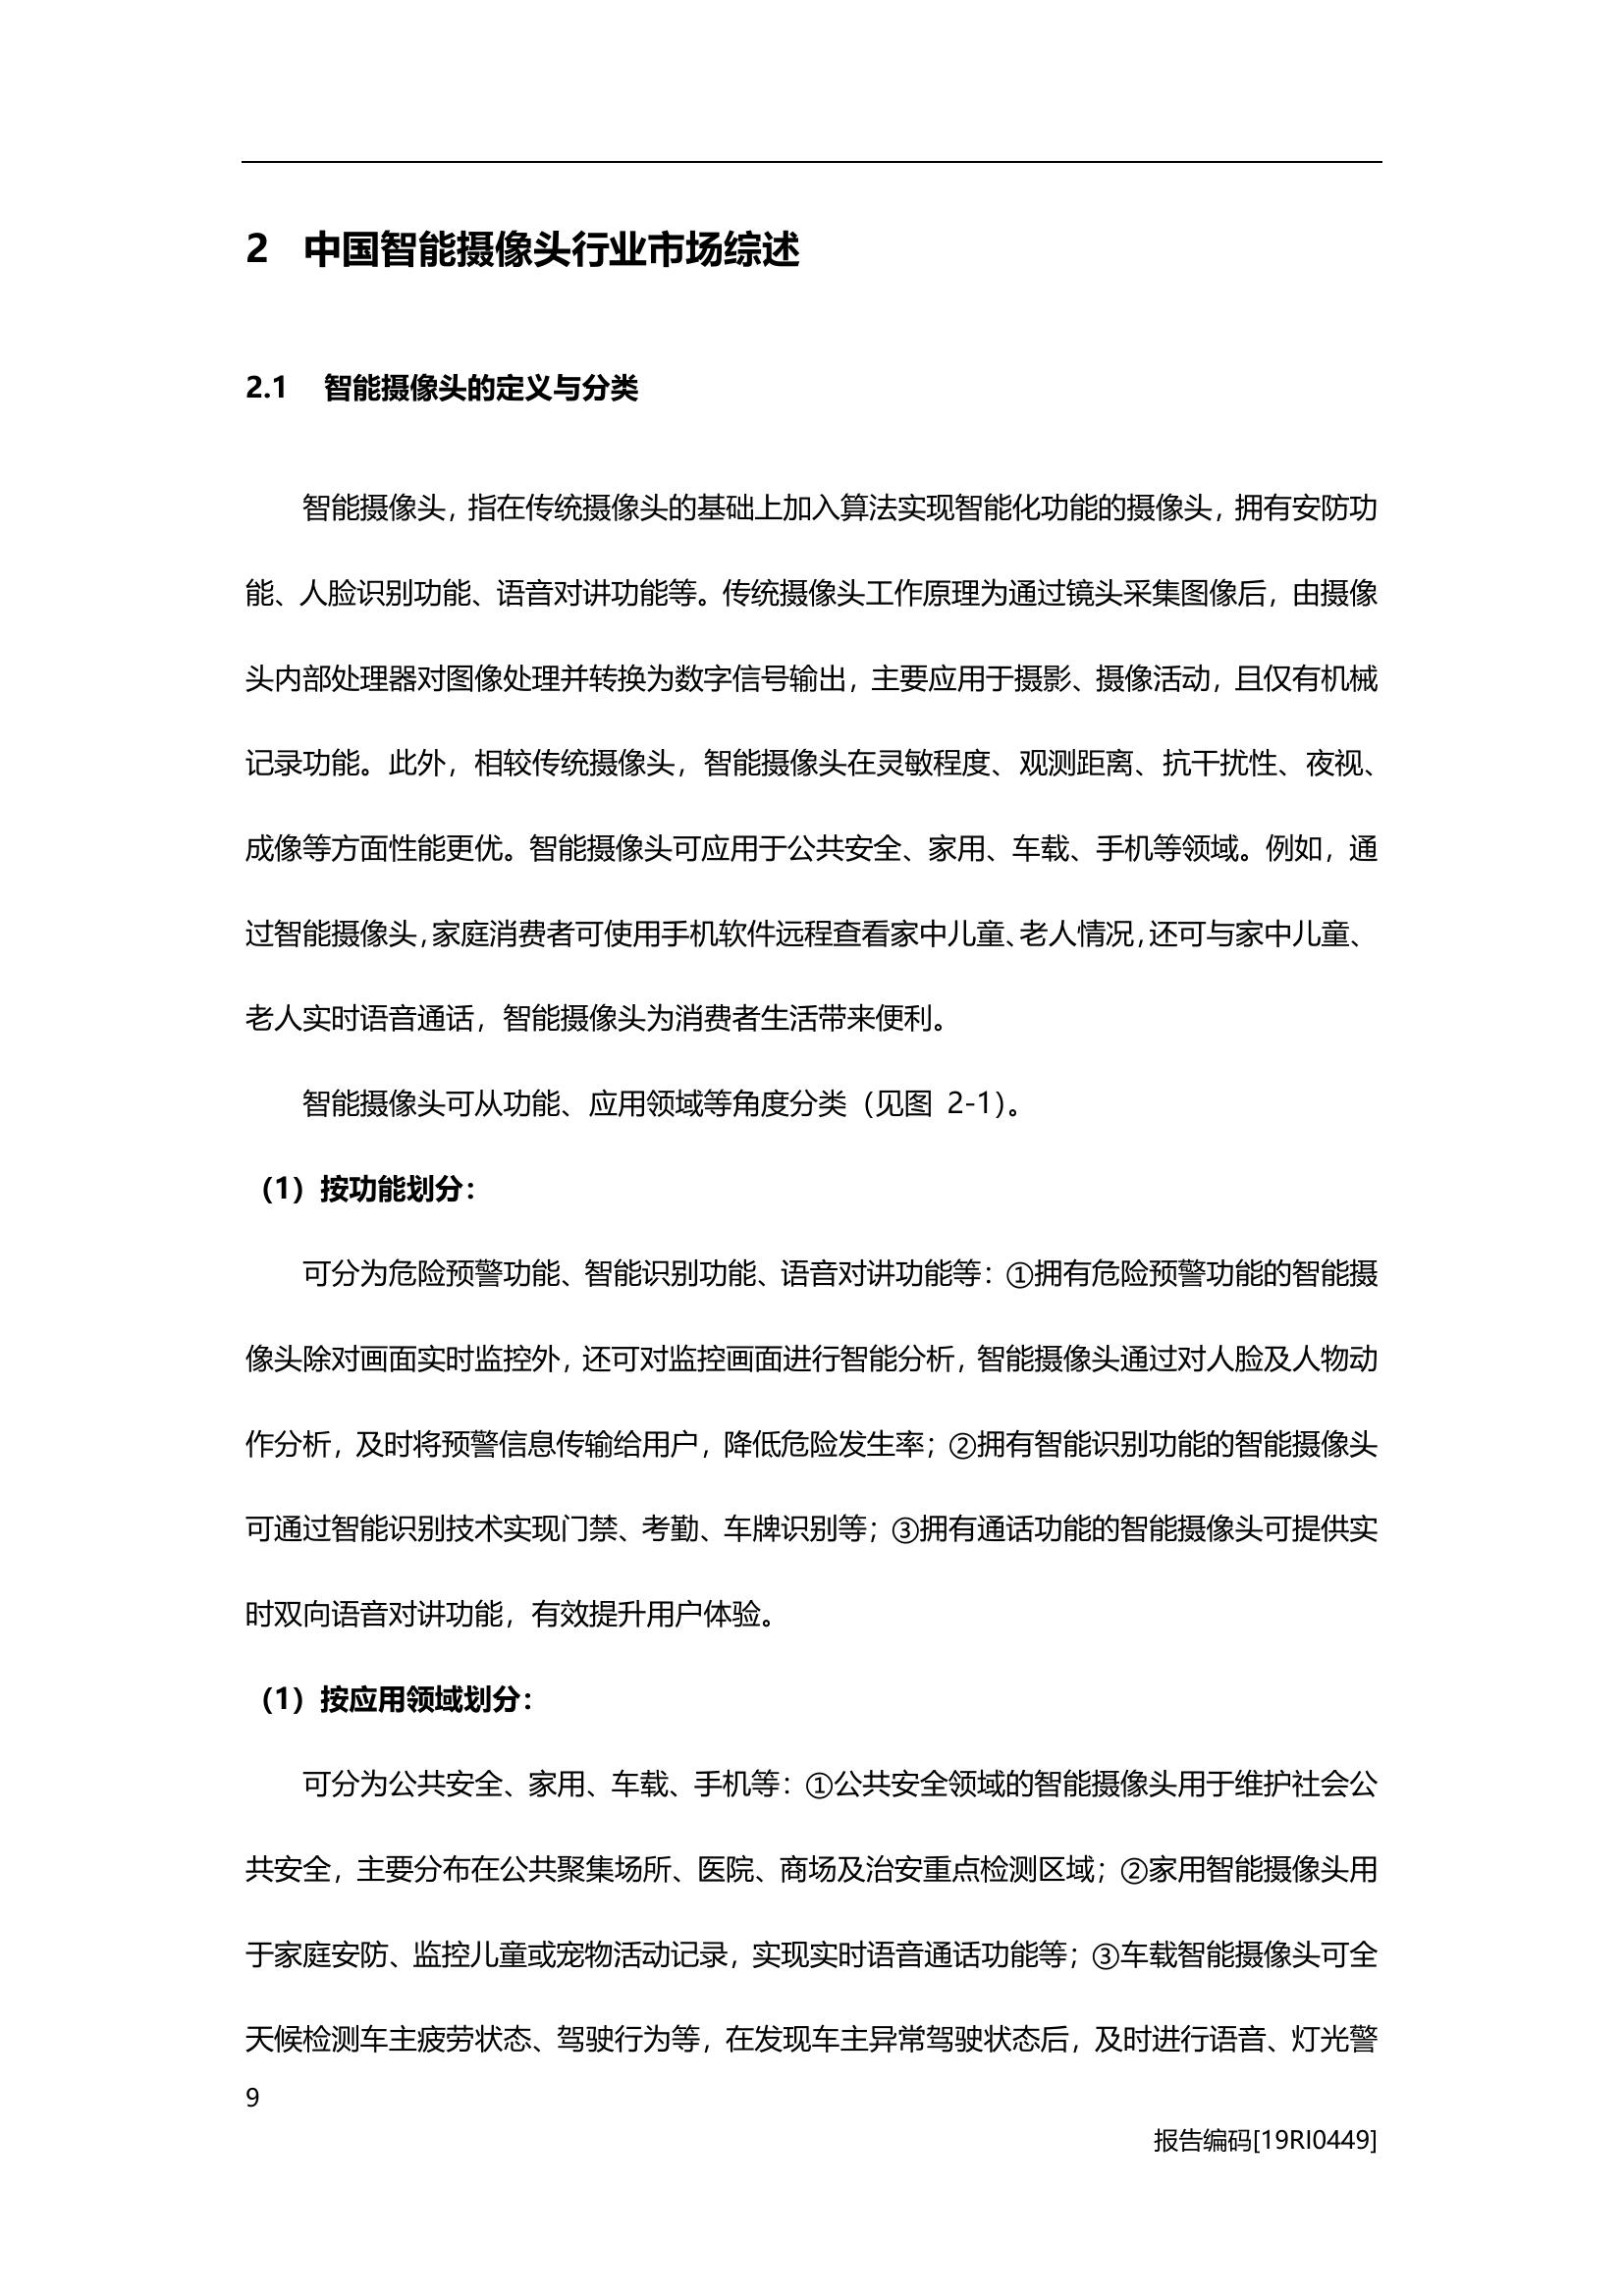 2 中国智能摄像头行业市场综述
2.1 智能摄像头的定义与分类
智能摄像头，指在传统摄像头的基础上加入算法实现智能化功能的摄像头，拥有安防功
能、人脸识别功能、语音对讲功能等。传统摄像头工作原理为通过镜头采集图像后，由摄像
头内部处理器对图像处理并转换为数字信号输出，主要应用于摄影、摄像活动，且仅有机械
记录功能。此外，相较传统摄像头，智能摄像头在灵敏程度、观测距离、抗干扰性、夜视、
成像等方面性能更优。智能摄像头可应用于公共安全、家用、车载、手机等领域。例如，通
过智能摄像头，家庭消费者可使用手机软件远程查看家中儿童、老人情况，还可与家中儿童、
老人实时语音通话，智能摄像头为消费者生活带来便利。
智能摄像头可从功能、应用领域等角度分类（见图 2-1）。
（1）按功能划分：
可分为危险预警功能、智能识别功能、语音对讲功能等：①拥有危险预警功能的智能摄
像头除对画面实时监控外，还可对监控画面进行智能分析，智能摄像头通过对人脸及人物动
作分析，及时将预警信息传输给用户，降低危险发生率；②拥有智能识别功能的智能摄像头
可通过智能识别技术实现门禁、考勤、车牌识别等；③拥有通话功能的智能摄像头可提供实
时双向语音对讲功能，有效提升用户体验。
（1）按应用领域划分：
可分为公共安全、家用、车载、手机等：①公共安全领域的智能摄像头用于维护社会公
共安全，主要分布在公共聚集场所、医院、商场及治安重点检测区域；②家用智能摄像头用
于家庭安防、监控儿童或宠物活动记录，实现实时语音通话功能等；③车载智能摄像头可全
天候检测车主疲劳状态、驾驶行为等，在发现车主异常驾驶状态后，及时进行语音、灯光警
9
报告编码[19RI0449]